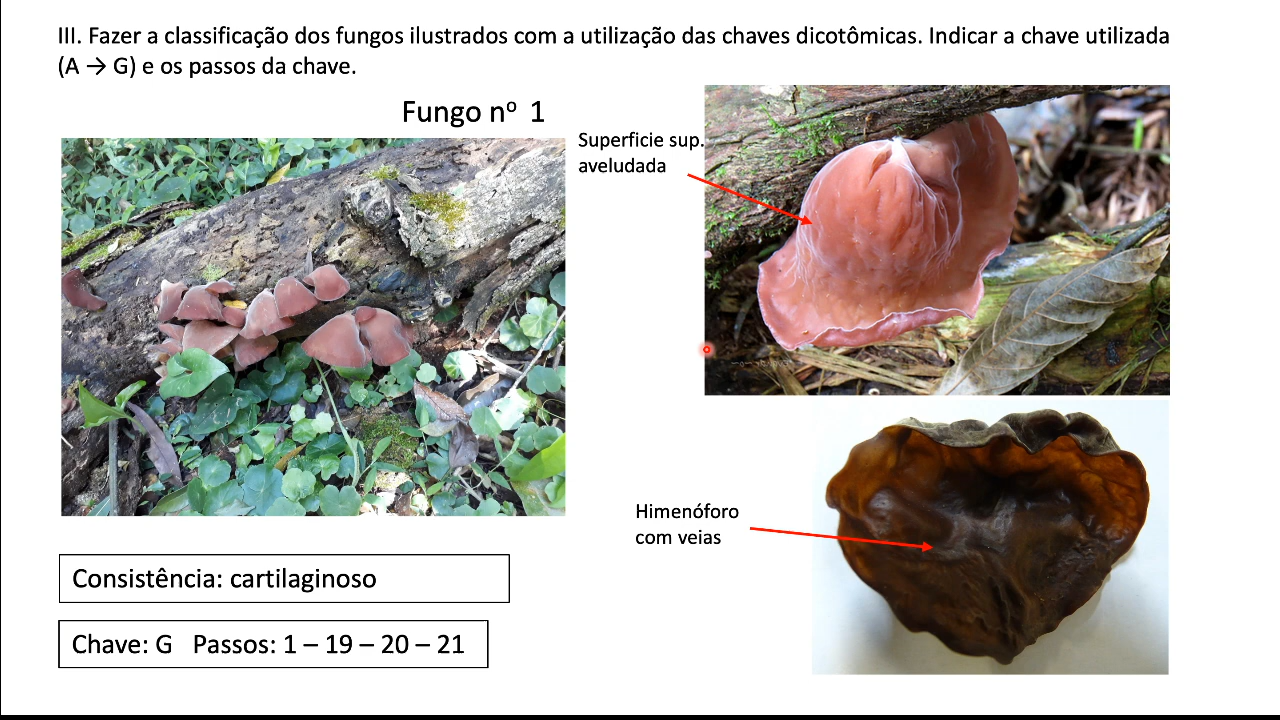 III. Fazer a classificação dos fungos ilustrados com a utilização das chaves dicotômicas. Indicar a chave utilizada
(A → G) e os passos da chave.
Fungo nº 1
Superficie sup.
aveludada
Himenóforo
com veias
Consistência: cartilaginoso
Chave: G Passos: 1 – 19 – 20 – 21